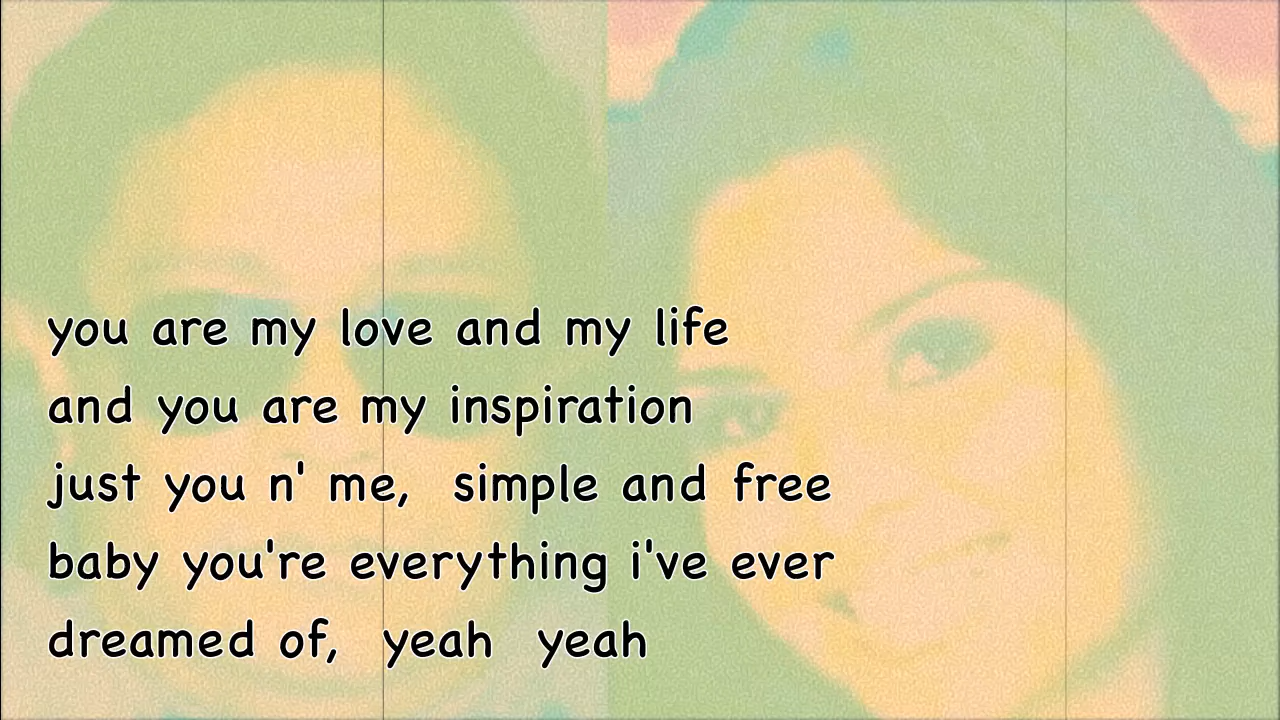 you are my love and my life
and you are my inspiration
just you n' me,  simple and free
baby you're everything i've ever
dreamed of,  yeah  yeah